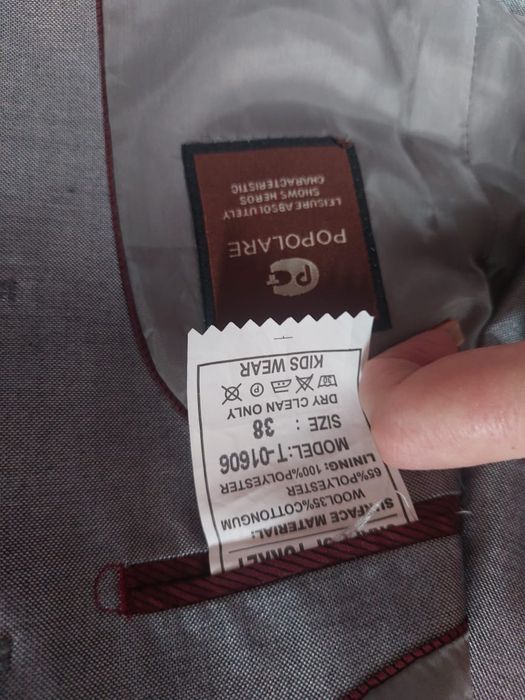 SURFACE MATERIAL:
WOOL35%COTTONGUM
65%POLYESTER
LINING: 100%POLYESTER
MODEL:T-01606
SIZE : 38
DRY CLEAN ONLY
30 P
KIDS WEAR
POPOLARE
LEISURE ABSOLUTELY
SHOWS HEROS
CHARACTERISTIC